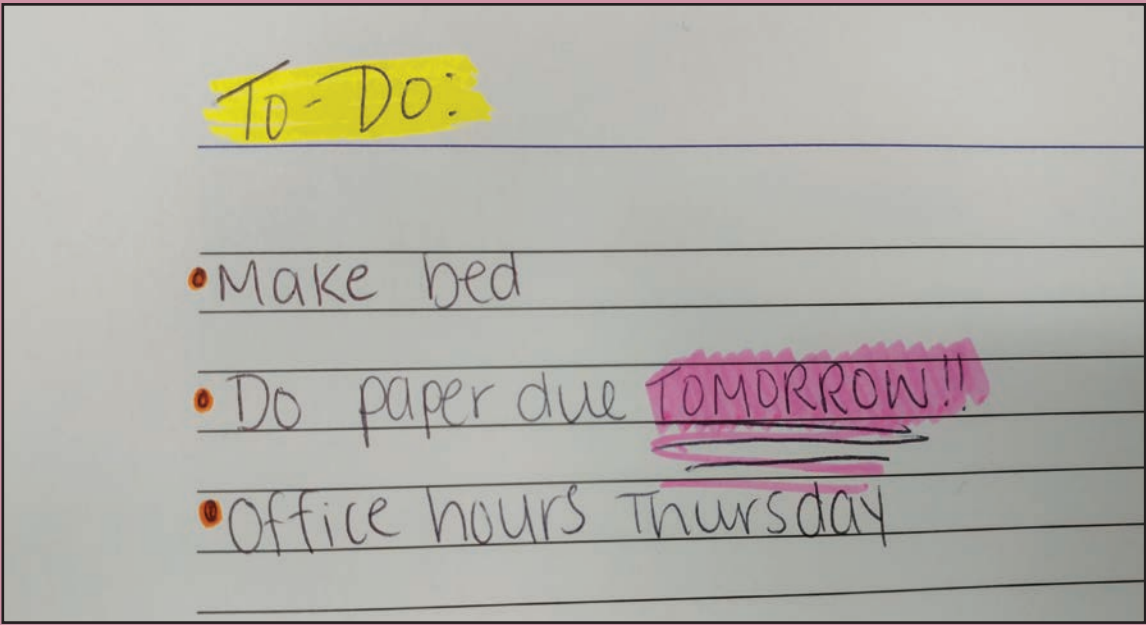 To-Do:
•Make bed
•Do paper due TOMORROW!!
•Office hours Thursday